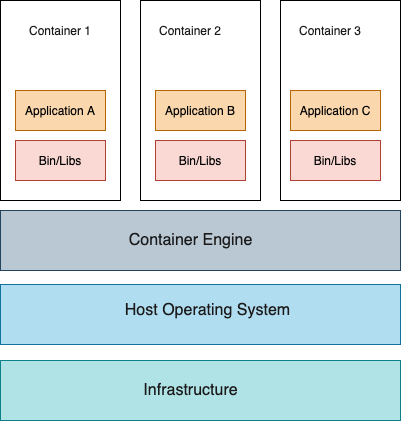 Container 1
Container 2
Container 3
Application A
Application B
Application C
Bin/Libs
Bin/Libs
Bin/Libs
Container Engine
Host Operating System
Infrastructure